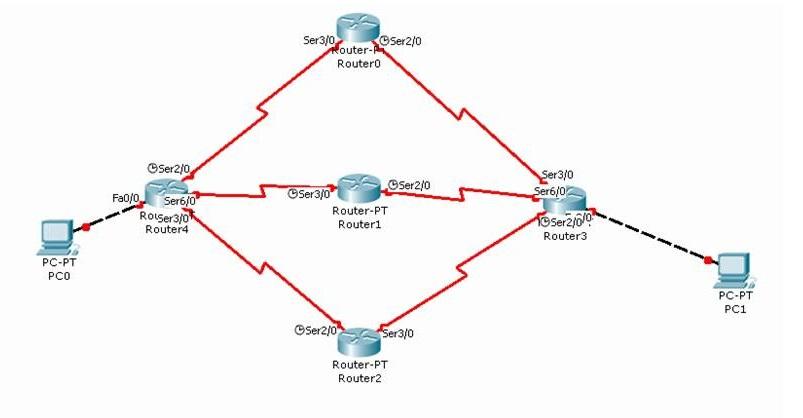 Ser3/0
Ser2/0
Router-PT
Router0
Ser2/0
Fa0/0
Ser6/0
Ser3/0
Router4
Ser3/0
Ser2/0
Router-PT
Router1
Ser3/0
Ser6/0
Ser2/0
Router3
PC-PT
PC0
PC-PT
PC1
Ser2/0
Ser3/0
Router-PT
Router2